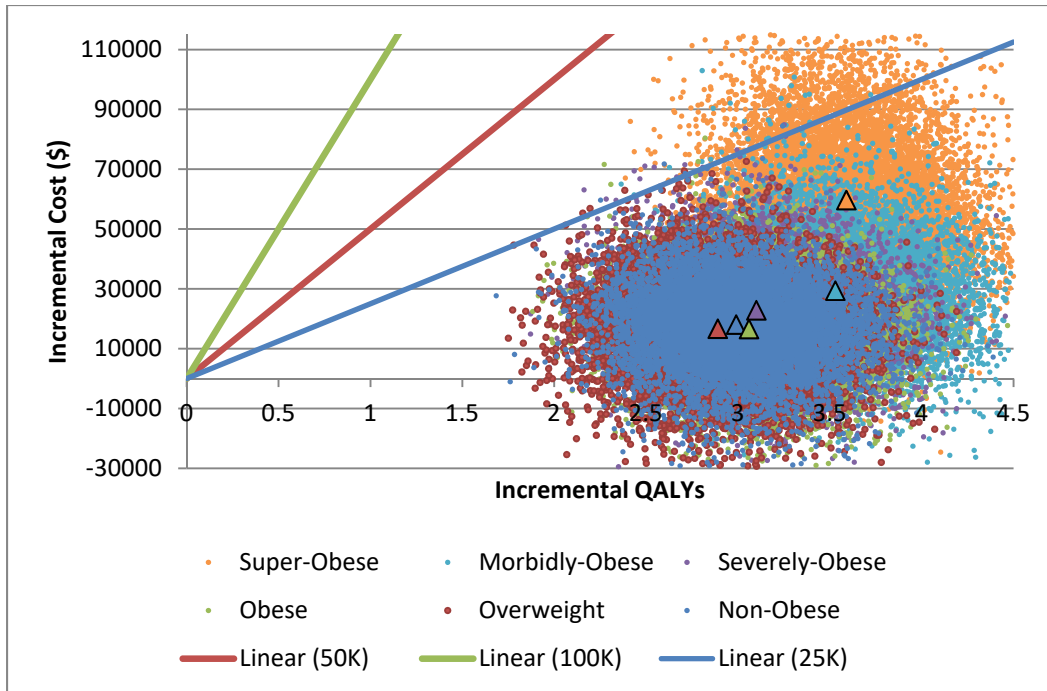 110000
90000
70000
50000
30000
10000
-10000
-30000
Incremental Cost ($)
0 0.5 1 1.5 2 2.5 3 3.5 4 4.5
Incremental QALYs
Super-Obese Morbidly-Obese Severely-Obese
Obese Overweight Non-Obese
Linear (50K) Linear (100K) Linear (25K)